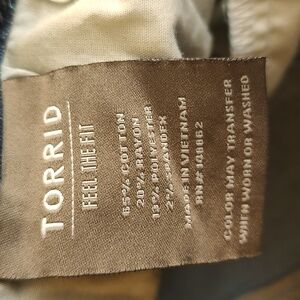 TORRID
FEEL THE FIT
65% COTTON
20% RAYON
13% POLYESTER
2% SPANDEX
MADE IN VIETNAM
RN# 108862
COLOR MAY TRANSFER
WHEN WORN OR WASHED